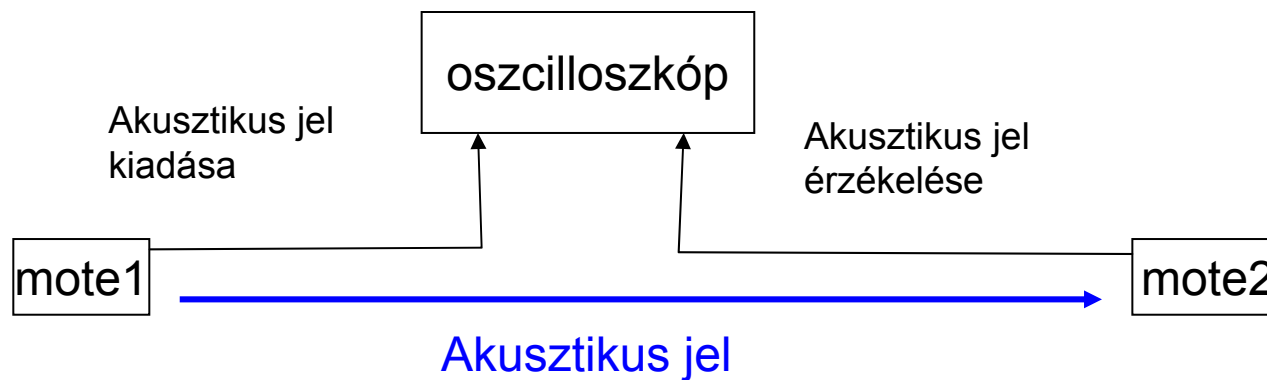 oszcilloszkóp
Akusztikus jel
kiadása
Akusztikus jel
érzékelése
mote1
mote2
Akusztikus jel